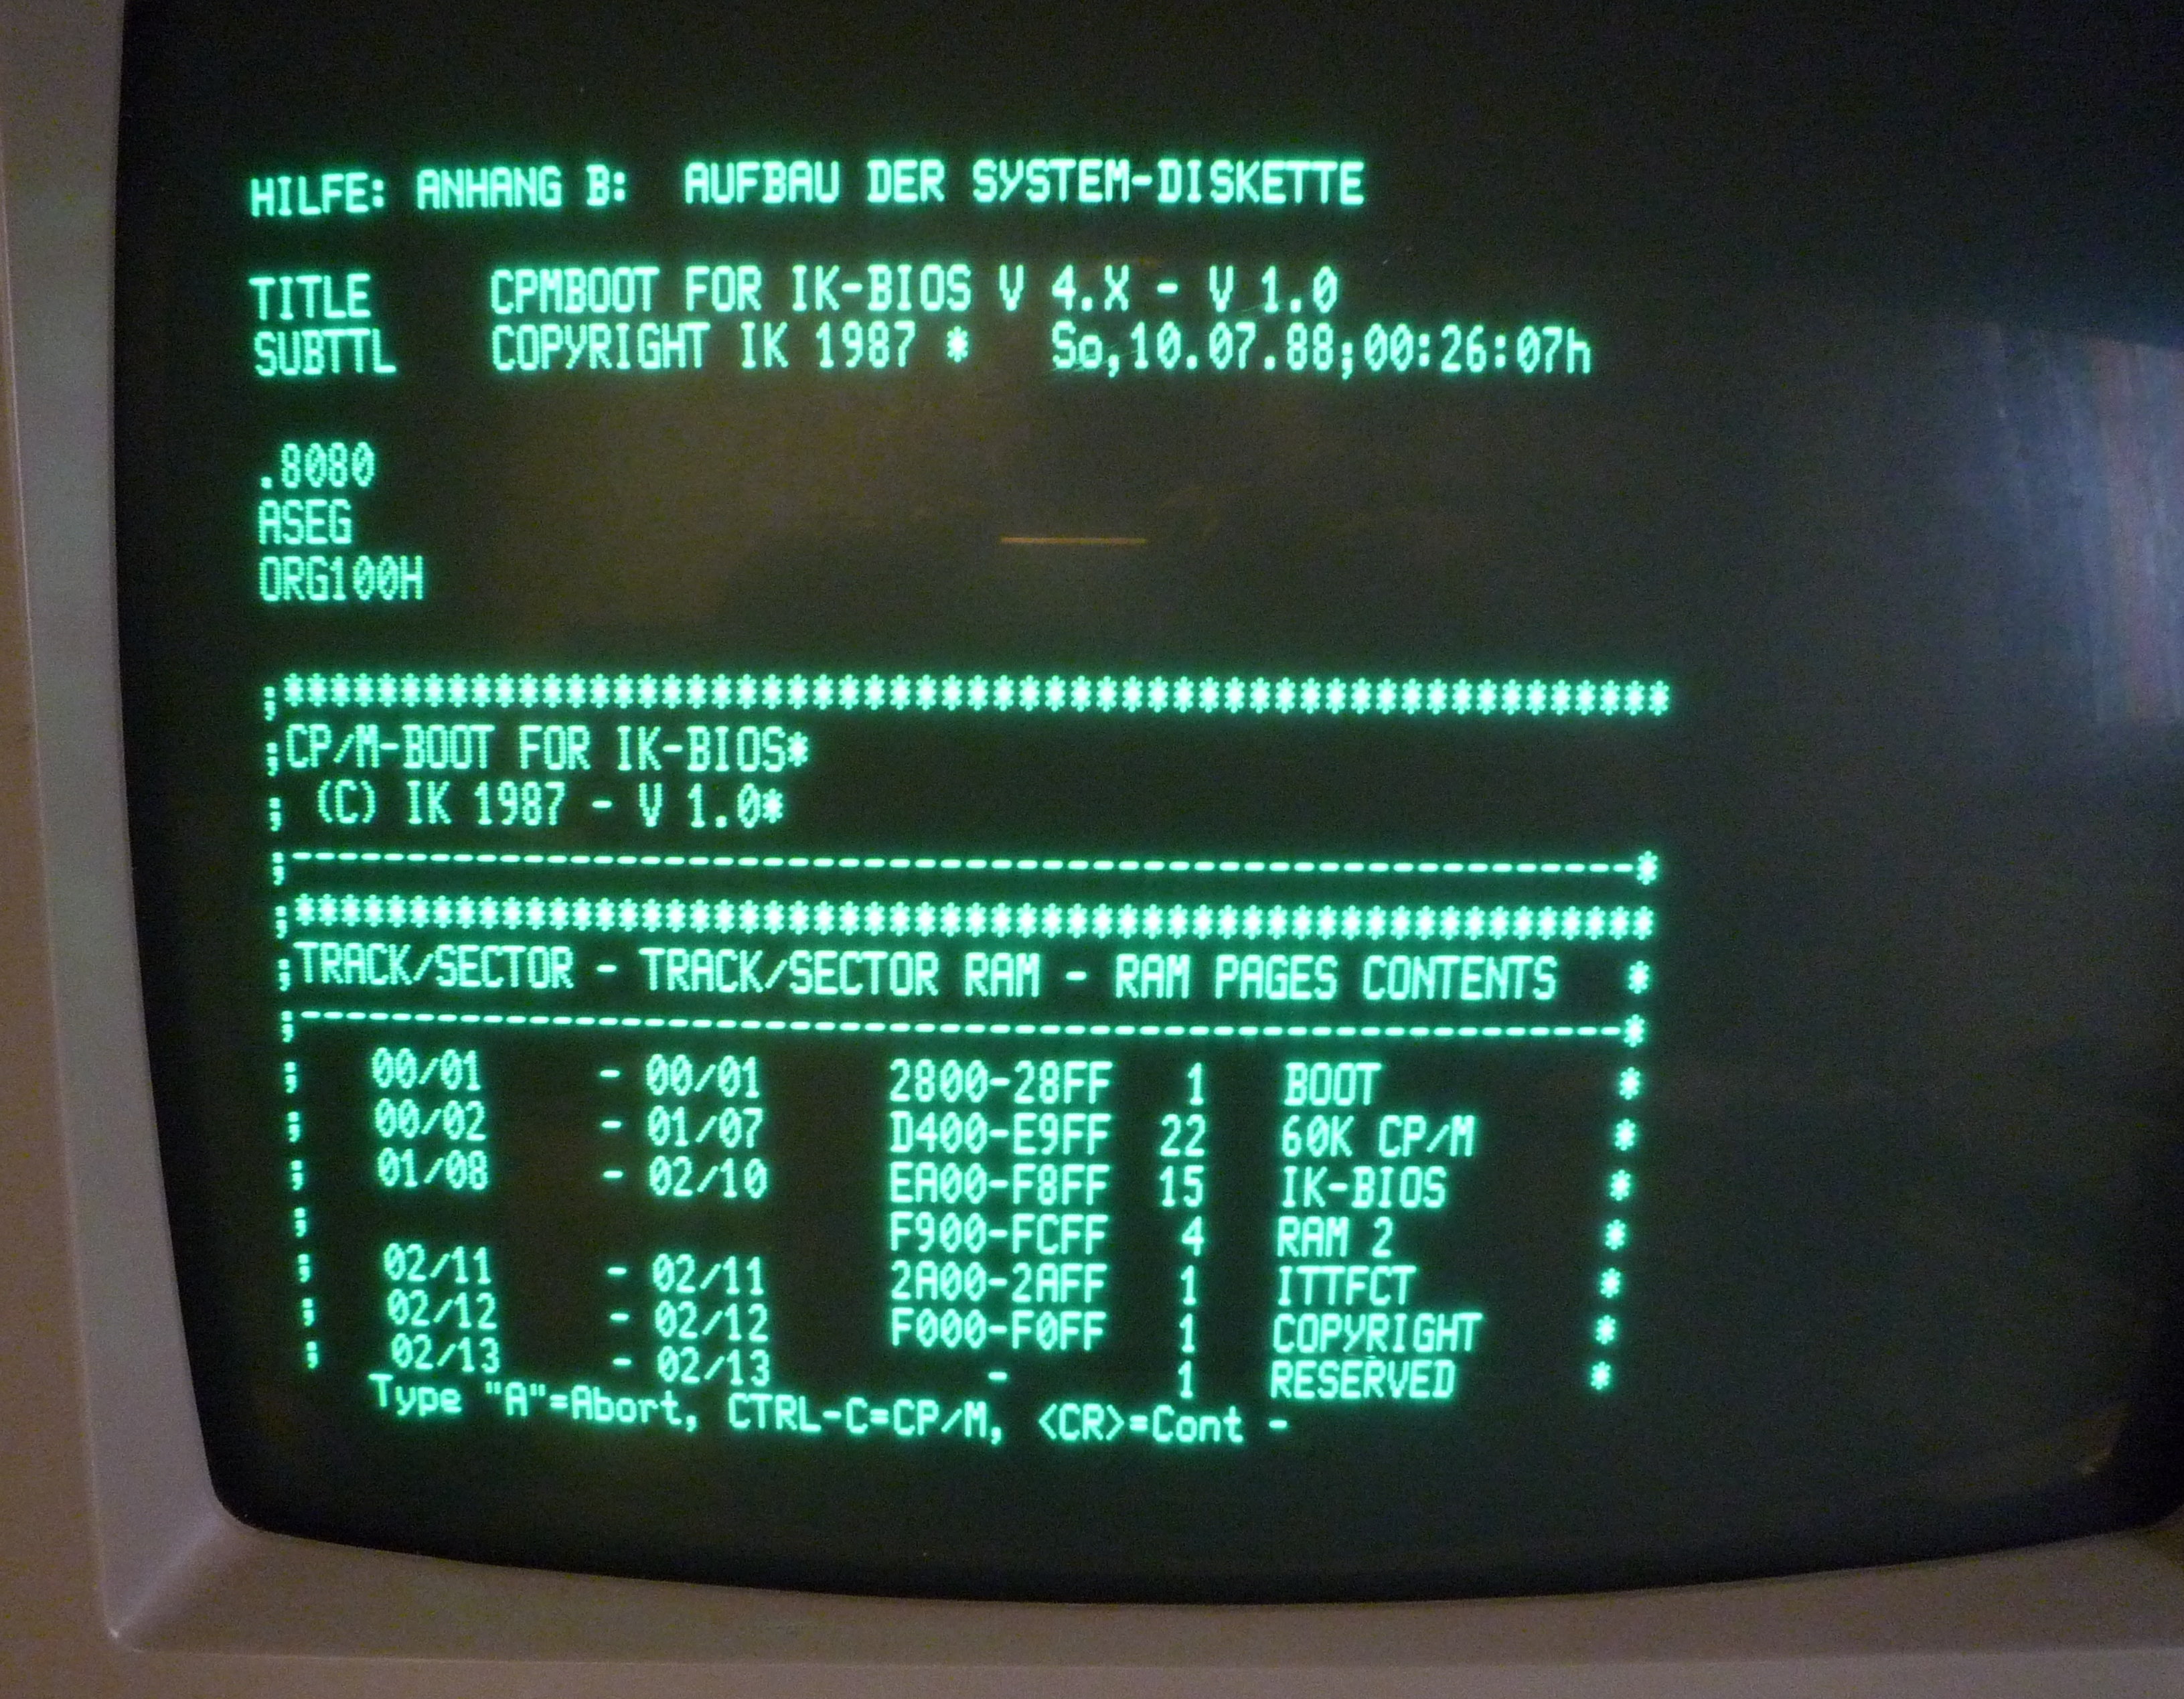 HILFE: ANHANG B:  AUFBAU DER SYSTEM-DISKETTE
TITLE     CPMBOOT FOR IK-BIOS V 4.X - V 1.0
SUBTTL    COPYRIGHT IK 1987 *   So,10.07.88;00:26:07h
.8080
ASEG
ORG100H
;**********************************************************
;CP/M-BOOT FOR IK-BIOS*
; (C) IK 1987 - V 1.0*
;---------------------------------------------------------*
;**********************************************************
;TRACK/SECTOR - TRACK/SECTOR RAM - RAM PAGES CONTENTS   *
;---------------------------------------------------------*
;   00/01     - 00/01     2800-28FF   1   BOOT          *
;   00/02     - 01/07     D400-E9FF  22   60K CP/M      *
;   01/08     - 02/10     EA00-F8FF  15   IK-BIOS       *
;                         F900-FCFF   4   RAM 2         *
;   02/11     - 02/11     2A00-2AFF   1   ITTFCT        *
;   02/12     - 02/12     F000-F0FF   1   COPYRIGHT     *
;   02/13     - 02/13         -       1   RESERVED      *
Type "A"=Abort, CTRL-C=CP/M, <CR>=Cont -